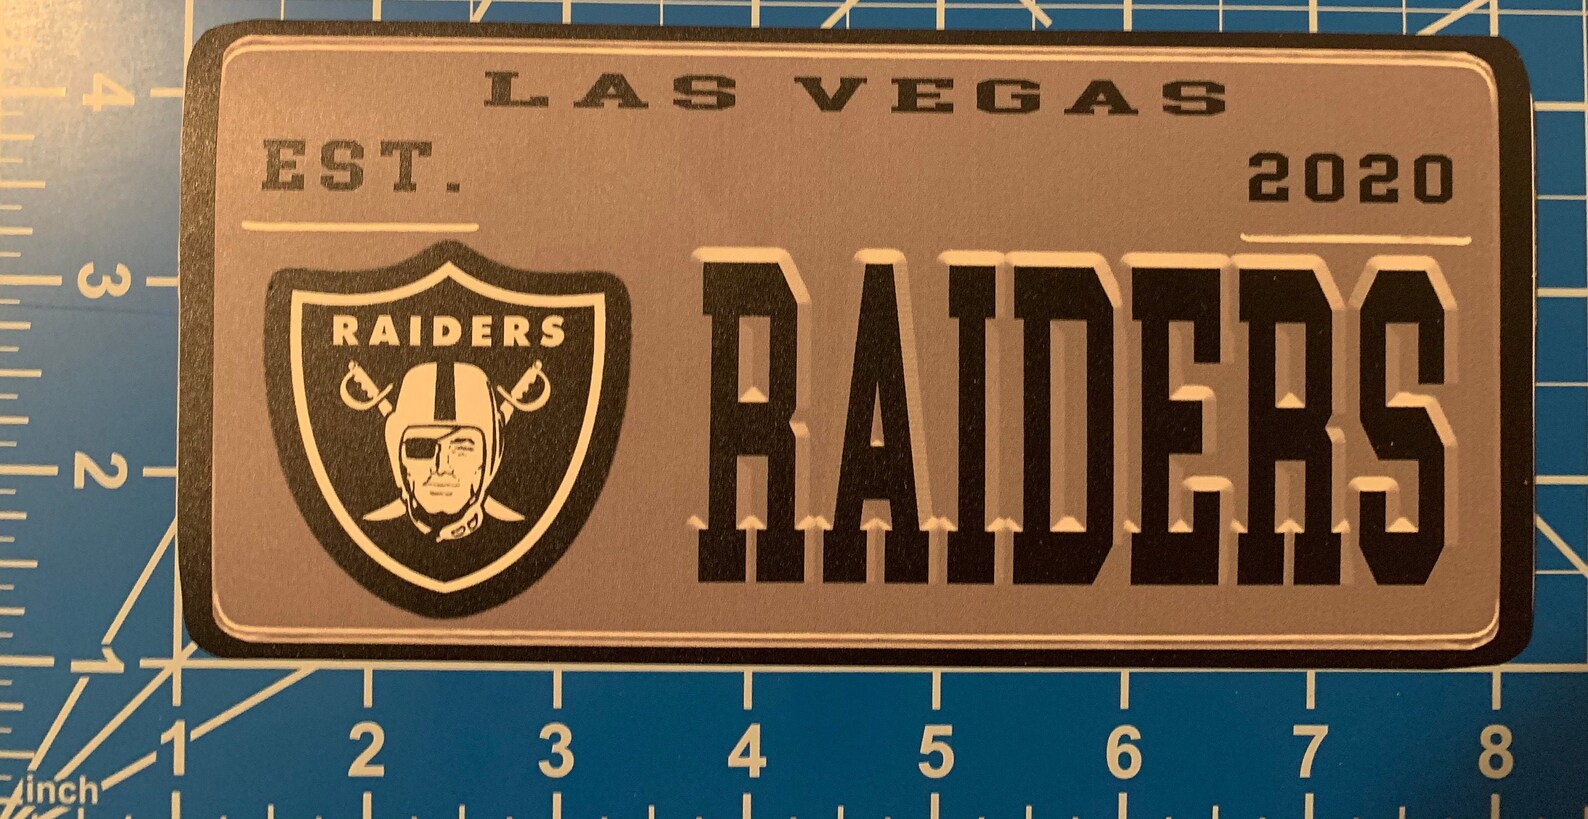 LAS VEGAS
EST.
2020
RAIDERS
RAIDERS
4
3
2
1
1 2 3 4 5 6 7 8
inch